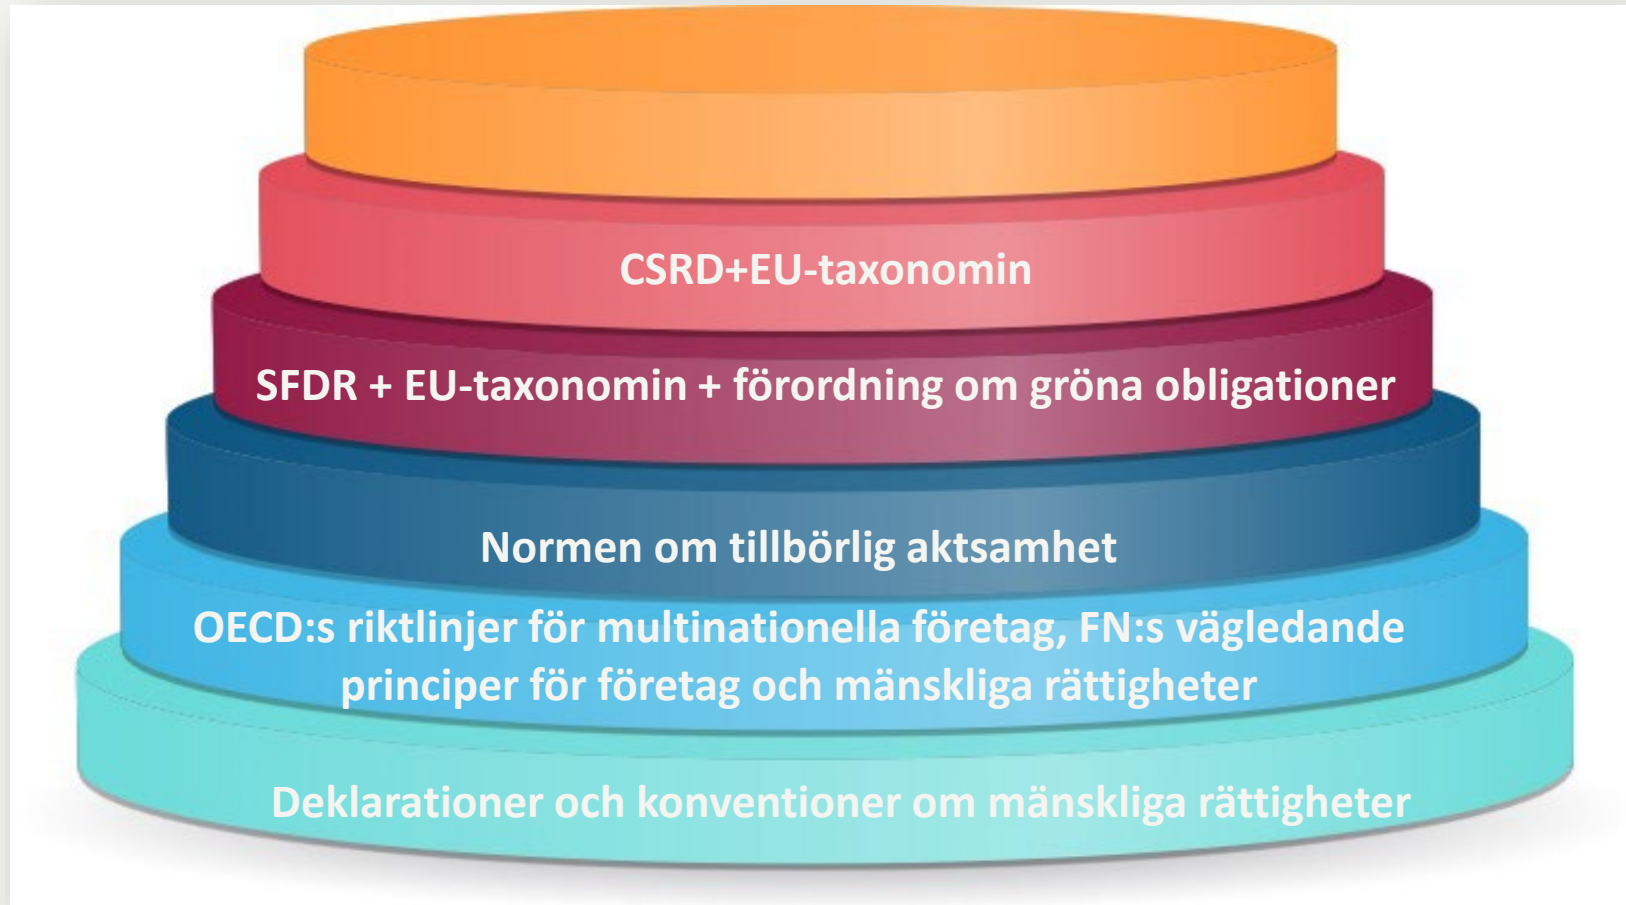 CSRD+EU-taxonomin
SFDR + EU-taxonomin + förordning om gröna obligationer
Normen om tillbörlig aktsamhet
OECD:s riktlinjer för multinationella företag, FN:s vägledande
principer för företag och mänskliga rättigheter
Deklarationer och konventioner om mänskliga rättigheter